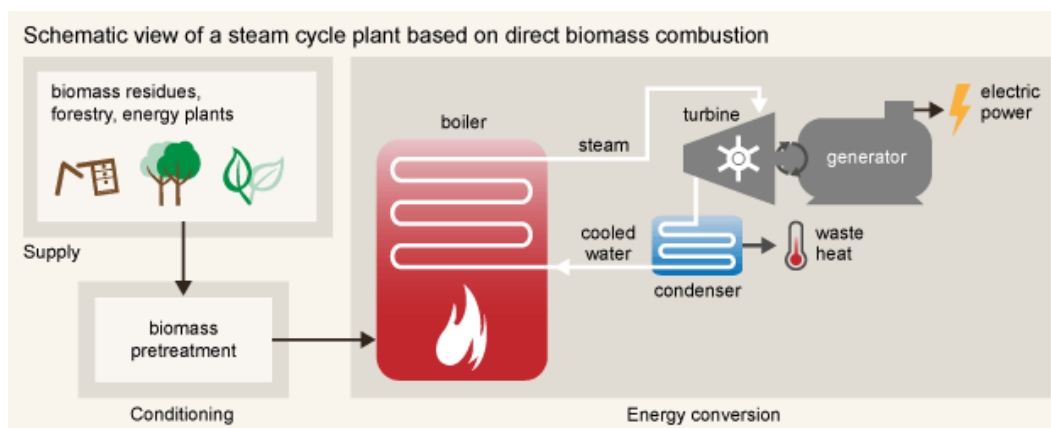 Schematic view of a steam cycle plant based on direct biomass combustion
biomass residues,
forestry, energy plants
Supply
biomass
pretreatment
Conditioning
boiler
steam
turbine
generator
electric
power
cooled
water
condenser
waste
heat
Energy conversion